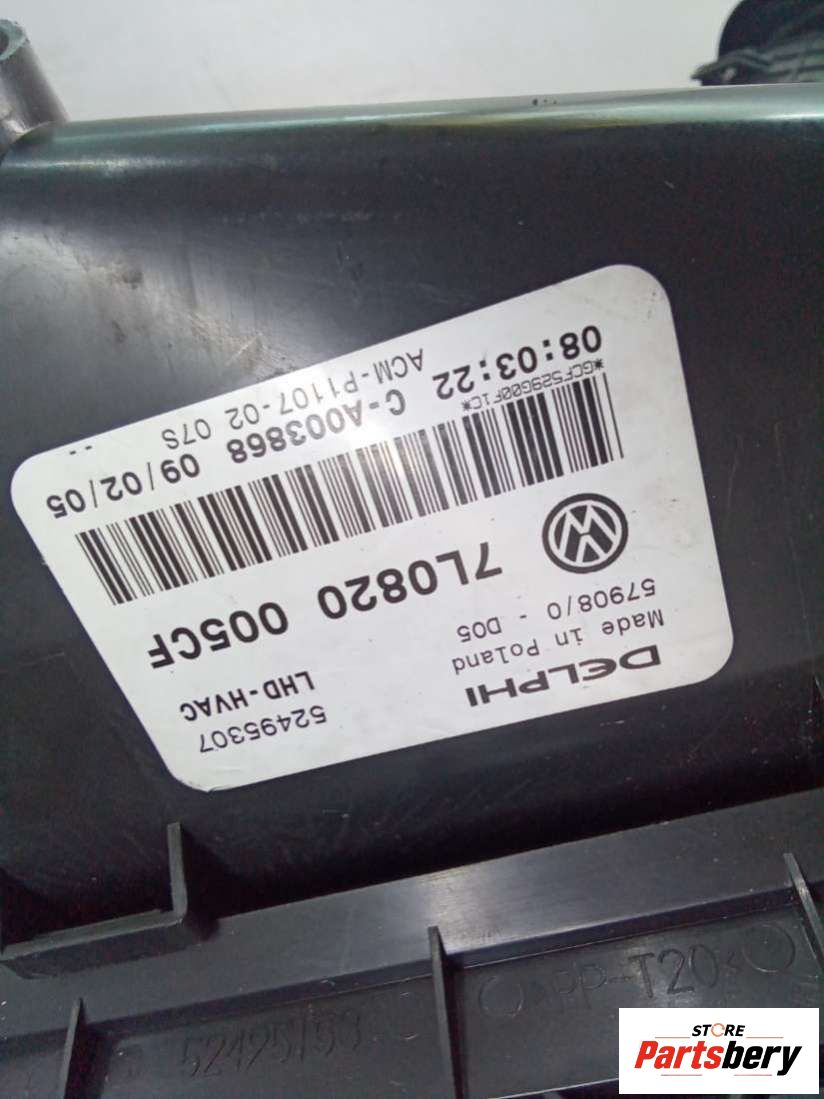 DELPHI
Made in Poland
57908/0 - D05
52495307
LHD-HVAC
7L0820 005CF
*GCF529G00F1C*
08:03:22 C-A003868 09/02/05
ACM-P1107-02 07S
PP-T20
STORE
Partsbery